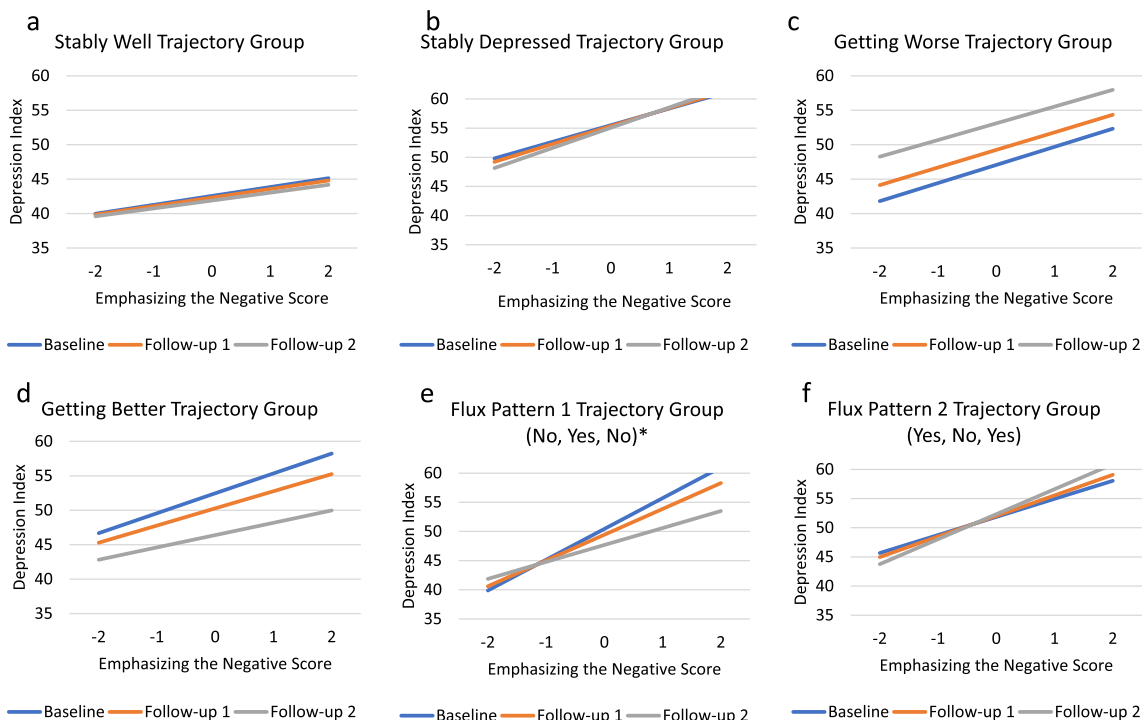 a
Stably Well Trajectory Group
60
55
50
45
40
35
Depression Index
-2 -1 0 1 2
Emphasizing the Negative Score
Baseline Follow-up 1 Follow-up 2
b
Stably Depressed Trajectory Group
60
55
50
45
40
35
Depression Index
-2 -1 0 1 2
Emphasizing the Negative Score
Baseline Follow-up 1 Follow-up 2
c
Getting Worse Trajectory Group
60
55
50
45
40
35
Depression Index
-2 -1 0 1 2
Emphasizing the Negative Score
Baseline Follow-up 1 Follow-up 2
d
Getting Better Trajectory Group
60
55
50
45
40
35
Depression Index
-2 -1 0 1 2
Emphasizing the Negative Score
Baseline Follow-up 1 Follow-up 2
e
Flux Pattern 1 Trajectory Group
(No, Yes, No)*
60
55
50
45
40
35
Depression Index
-2 -1 0 1 2
Emphasizing the Negative Score
Baseline Follow-up 1 Follow-up 2
f
Flux Pattern 2 Trajectory Group
(Yes, No, Yes)
60
55
50
45
40
35
Depression Index
-2 -1 0 1 2
Emphasizing the Negative Score
Baseline Follow-up 1 Follow-up 2